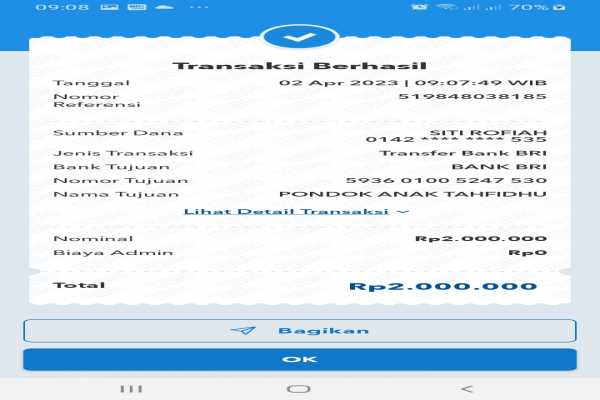 09:08
70%
Transaksi Berhasil
Tanggal 02 Apr 2023 | 09:07:49 WIB
Nomor Referensi 519848038185
Sumber Dana SITI ROFIAH
0142 **** **** 535
Jenis Transaksi Transfer Bank BRI
Bank Tujuan BANK BRI
Nomor Tujuan 5936 0100 5247 530
Nama Tujuan PONDOK ANAK TAHFIDHU
Lihat Detail Transaksi
Nominal Rp2.000.000
Biaya Admin Rp0
Total Rp2.000.000
Bagikan
OK